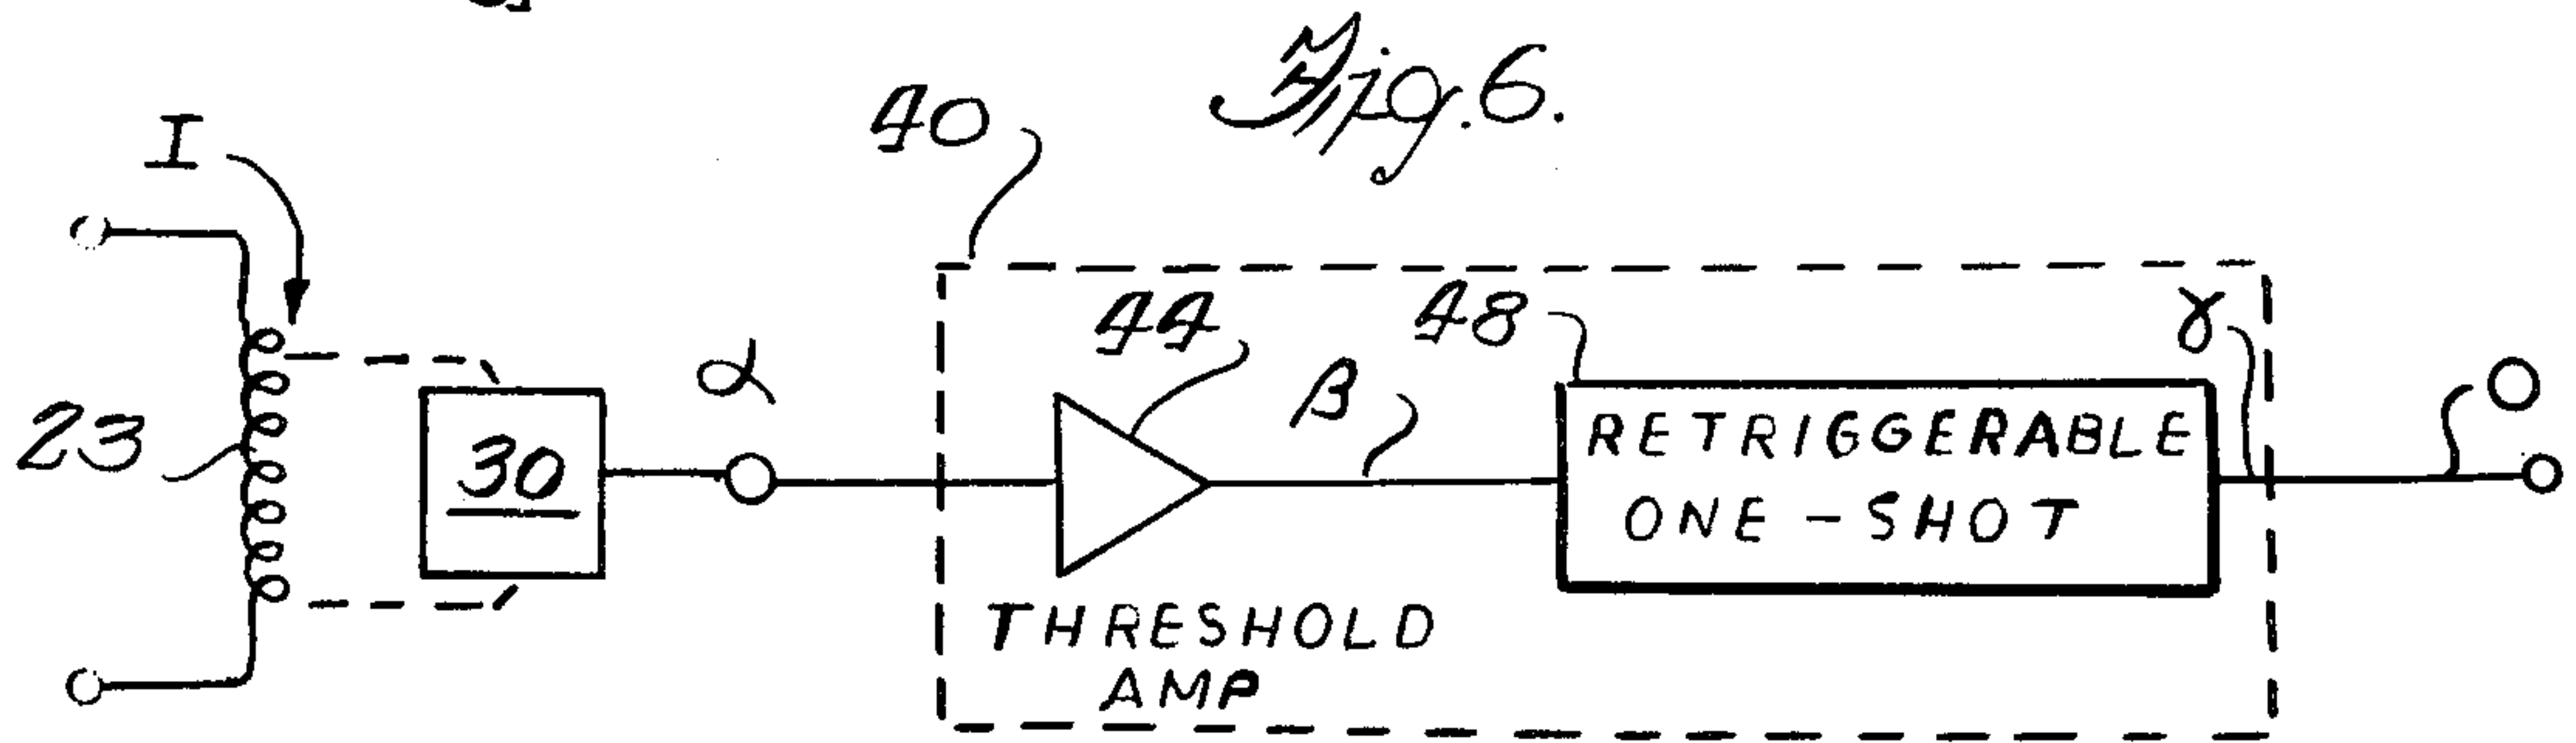 Fig. 6.
40
I
44
48
γ
α
β
O
23
30
RETRIGGERABLE
ONE-SHOT
THRESHOLD
AMP